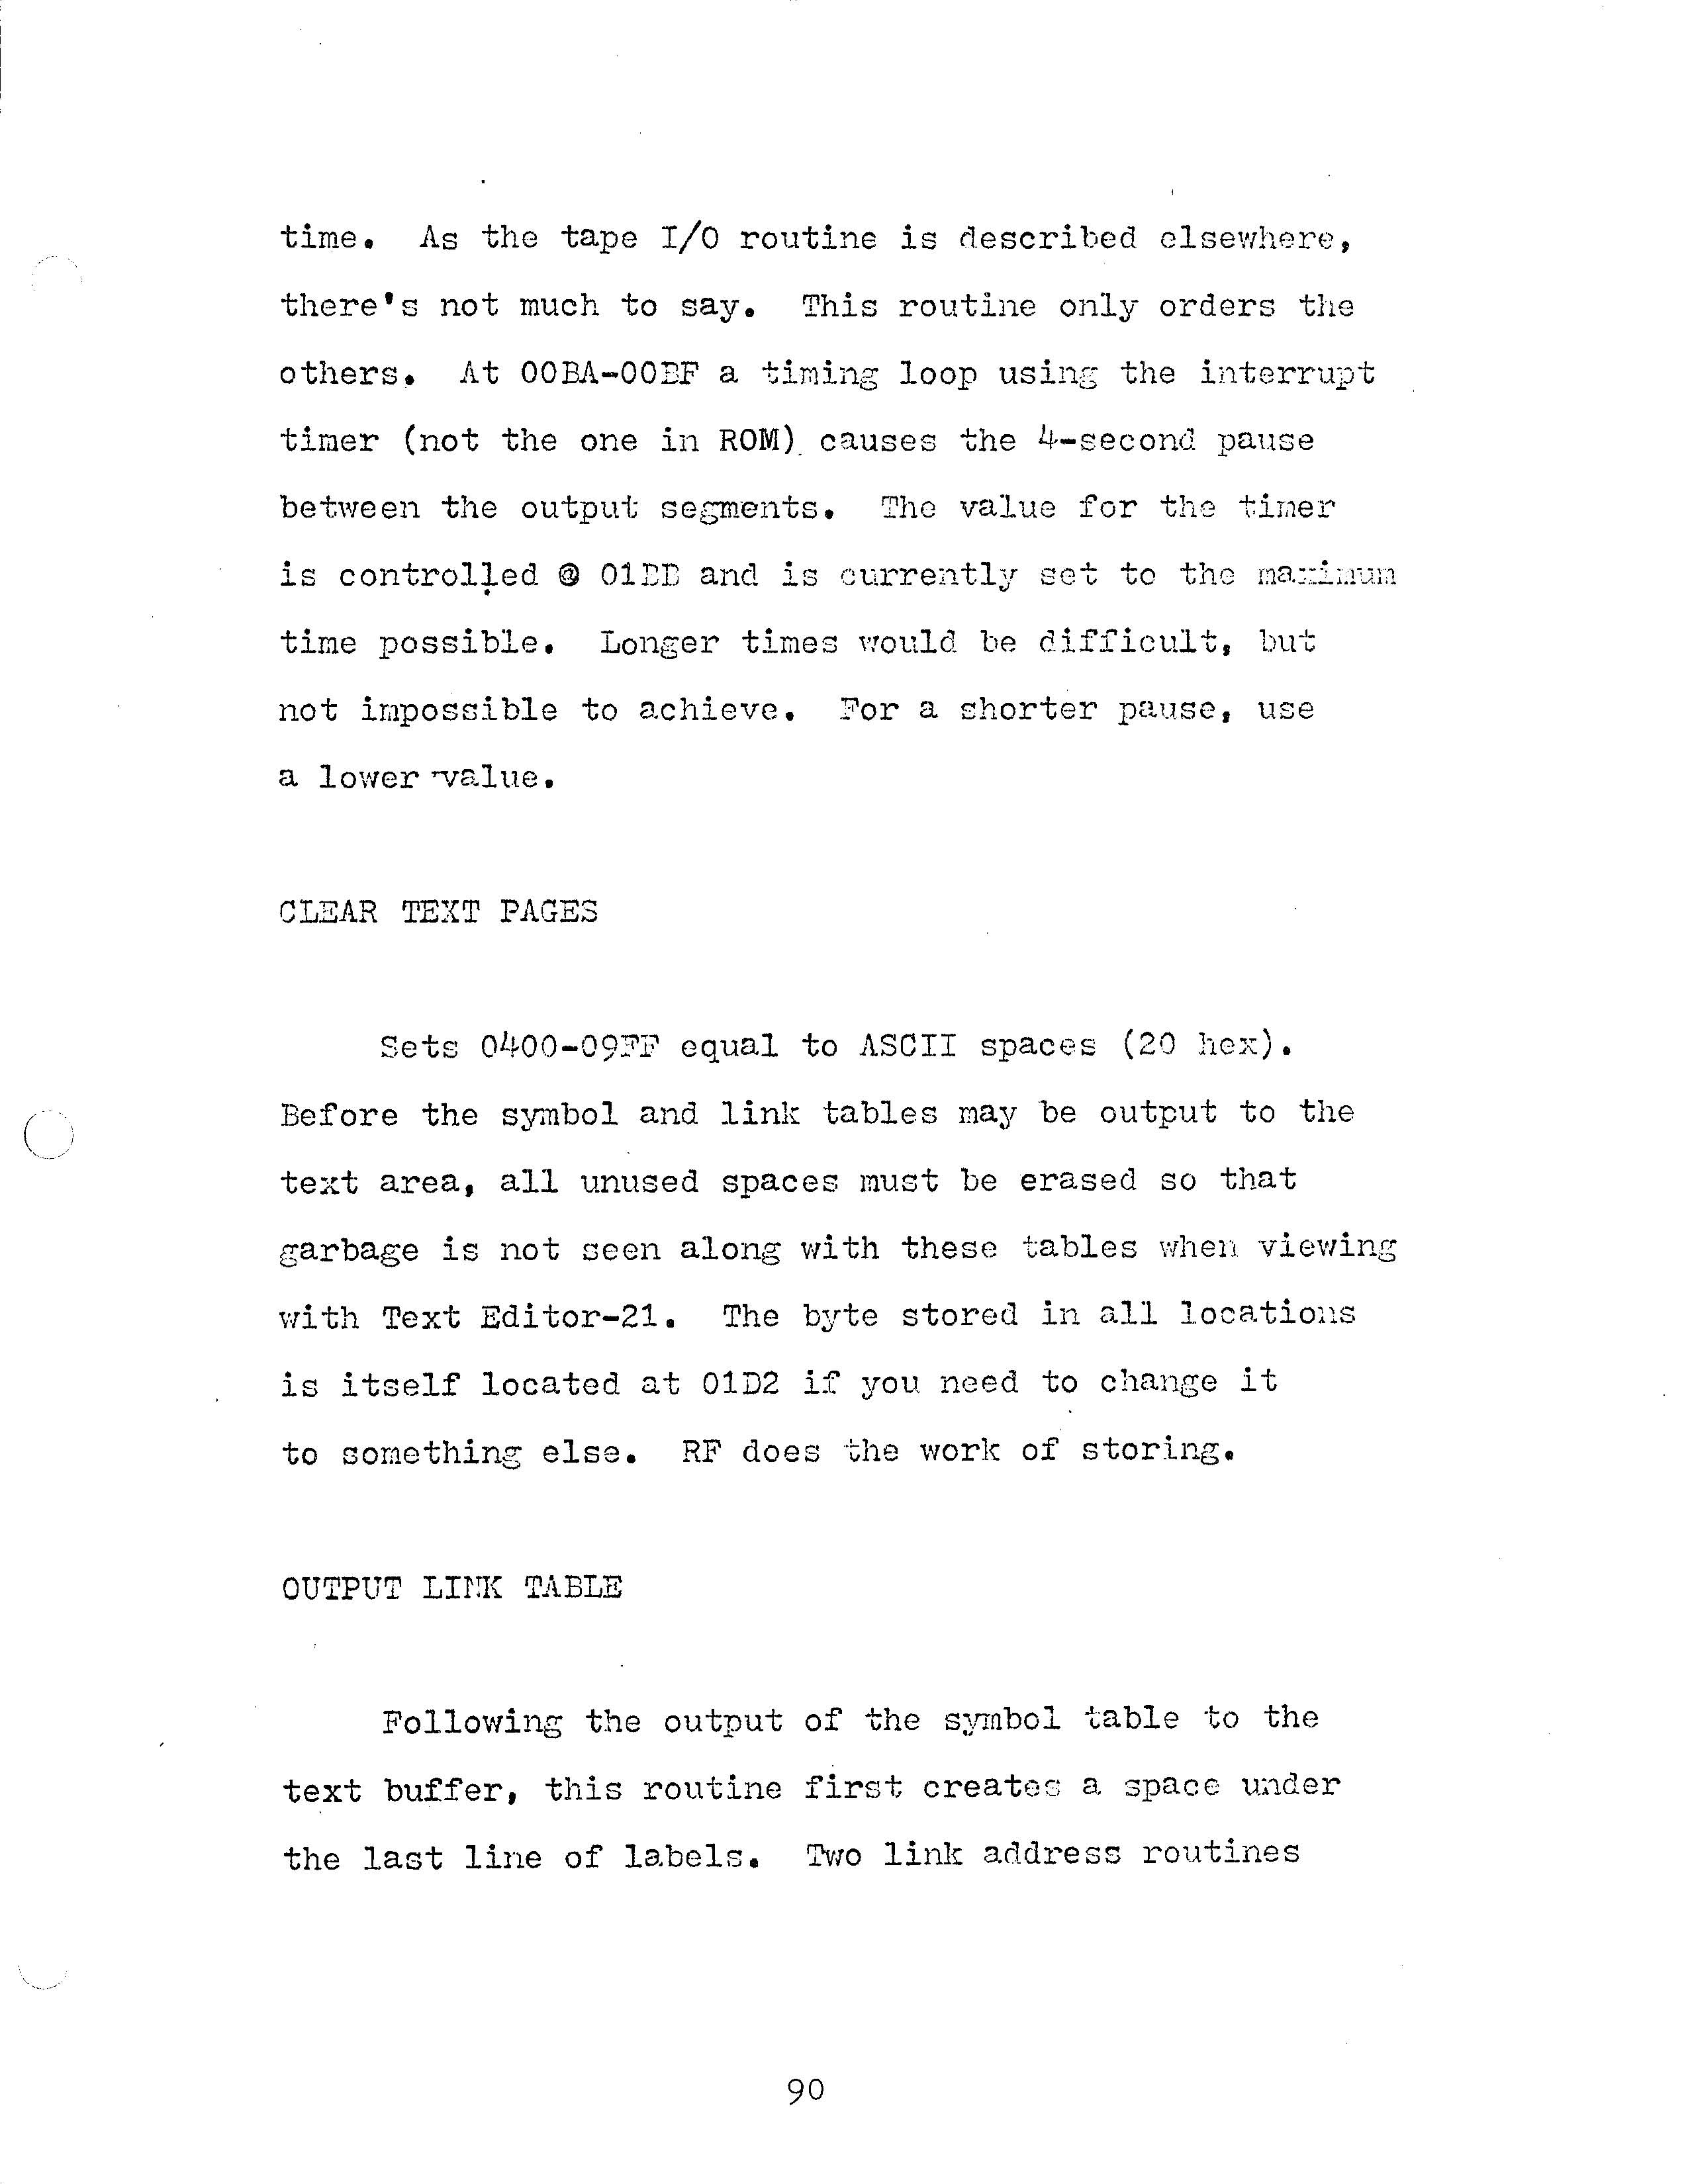 time.  As the tape I/O routine is described elsewhere,
there's not much to say.  This routine only orders the
others.  At 00BA-00BF a timing loop using the interrupt
timer (not the one in ROM) causes the 4-second pause
between the output segments.  The value for the timer
is controlled @ and is currently set to the maximum
time possible.  Longer times would be difficult, but
not impossible to achieve.  For a shorter pause, use
a lower value.
CLEAR TEXT PAGES
Sets 0400-09FF equal to ASCII spaces (20 hex).
Before the symbol and link tables may be output to the
text area, all unused spaces must be erased so that
garbage is not seen along with these tables when viewing
with Text Editor-21.  The byte stored in all locations
is itself located at 01D2 if you need to change it
to something else.  RF does the work of storing.
OUTPUT LINK TABLE
Following the output of the symbol table to the
text buffer, this routine first creates a space under
the last line of labels.  Two link address routines
90